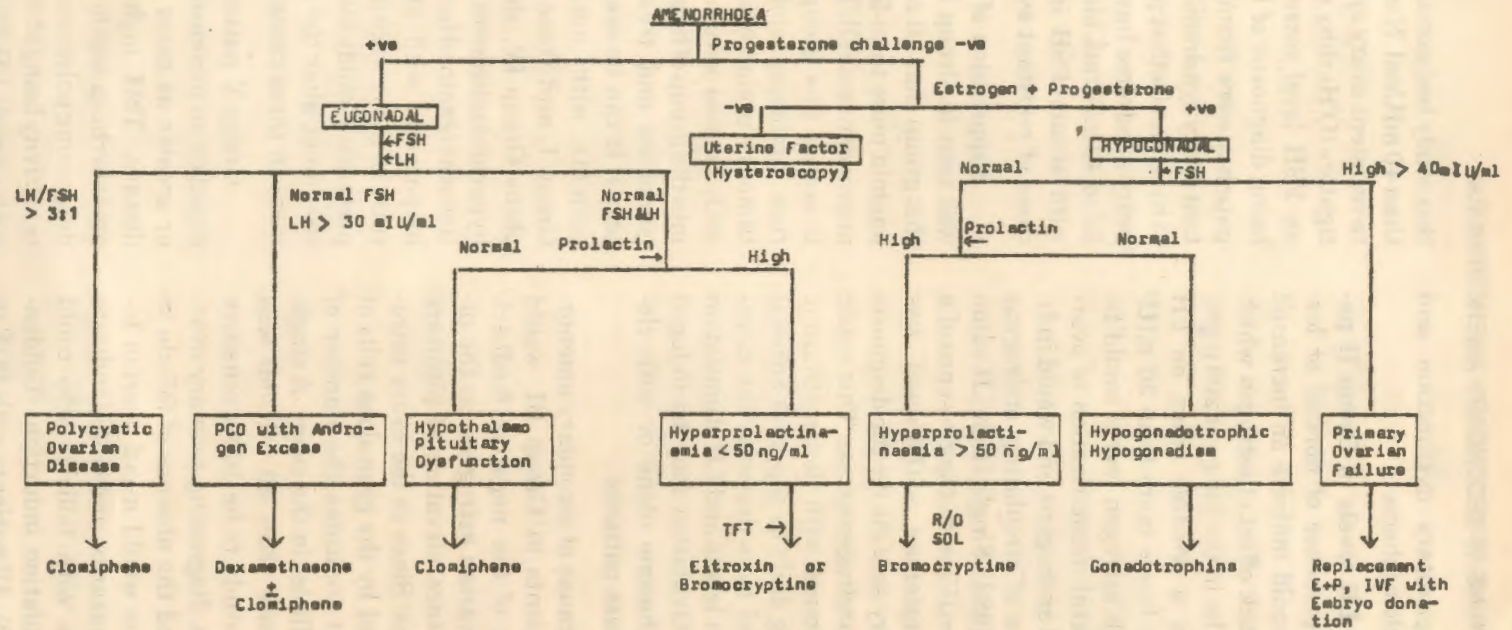 AMENORRHOEA
+ve
Progesterone challenge -ve
Estrogen + Progesterone
EUGONADAL
-ve
+ve
FSH
LH
Uterine Factor
(Hysteroscopy)
HYPOGONADAL
FSH
Normal
High > 40mIU/ml
LH/FSH
> 3:1
Normal FSH
LH > 30 mIU/ml
Normal
FSH&LH
Normal
Prolactin
High
High
Prolactin
Normal
Polycystic
Ovarian
Disease
PCO with Andro-
gen Excess
Hypothalamo
Pituitary
Dysfunction
Hyperprolactina-
emia < 50 ng/ml
Hyperprolacti-
naemia > 50 ng/ml
Hypogonadotrophic
Hypogonadism
Primary
Ovarian
Failure
TFT
R/O
SOL
Clomiphene
Dexamethasone
±
Clomiphene
Clomiphene
Eltroxin or
Bromocryptine
Bromocryptine
Gonadotrophins
Replacement
E+P, IVF with
Embryo dona-
tion